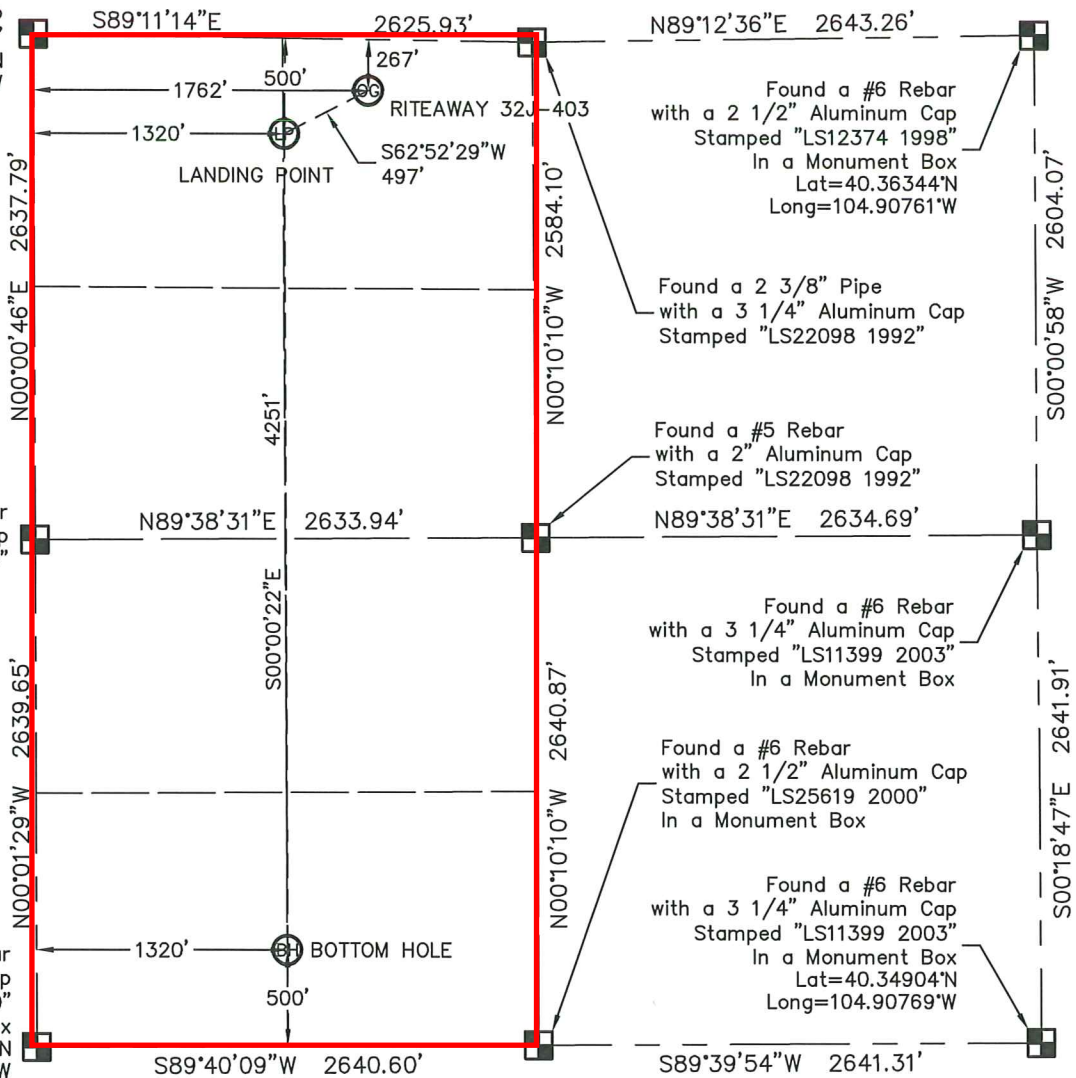 S89°11'14"E 2625.93'
N89°12'36"E 2643.26'
267'
500'
1762'
RITEAWAY 32J-403
1320'
LP
LANDING POINT
S62°52'29"W
497'
N00°00'46"E 2637.79'
N00°10'10"W 2584.10'
Found a #6 Rebar
with a 2 1/2" Aluminum Cap
Stamped "LS12374 1998"
In a Monument Box
Lat=40.36344°N
Long=104.90761°W
S00°00'58"W 2604.07'
Found a 2 3/8" Pipe
with a 3 1/4" Aluminum Cap
Stamped "LS22098 1992"
4251'
S00°00'22"E
Found a #5 Rebar
with a 2" Aluminum Cap
Stamped "LS22098 1992"
N89°38'31"E 2633.94'
N89°38'31"E 2634.69'
Found a #6 Rebar
with a 3 1/4" Aluminum Cap
Stamped "LS11399 2003"
In a Monument Box
N00°01'29"W 2639.65'
N00°10'10"W 2640.87'
Found a #6 Rebar
with a 2 1/2" Aluminum Cap
Stamped "LS25619 2000"
In a Monument Box
S00°18'47"E 2641.91'
Found a #6 Rebar
with a 3 1/4" Aluminum Cap
Stamped "LS11399 2003"
In a Monument Box
Lat=40.34904°N
Long=104.90769°W
1320'
BH BOTTOM HOLE
500'
S89°40'09"W 2640.60'
S89°39'54"W 2641.31'